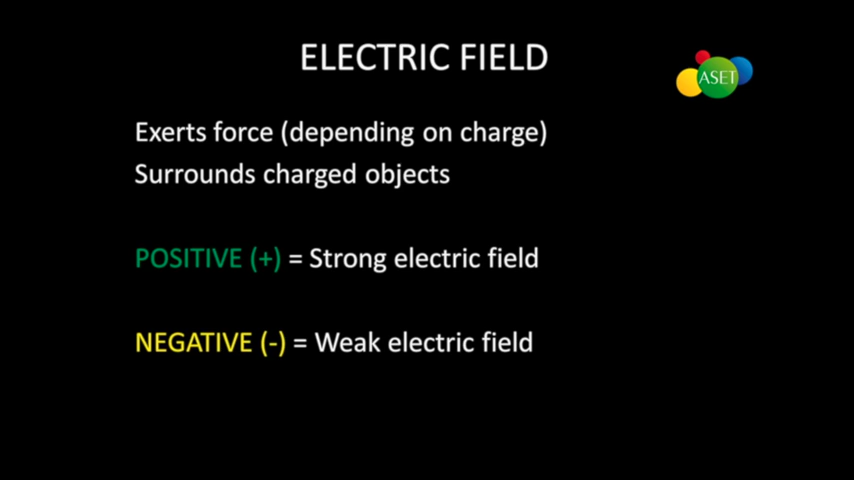 ELECTRIC FIELD
ASET
Exerts force (depending on charge)
Surrounds charged objects
POSITIVE (+) = Strong electric field
NEGATIVE (-) = Weak electric field